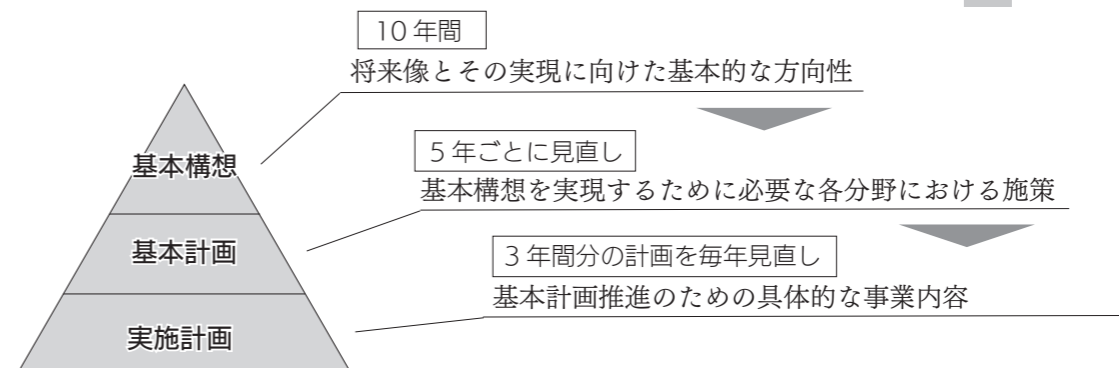 10 年間
将来像とその実現に向けた基本的な方向性
基本構想
5 年ごとに見直し
基本構想を実現するために必要な各分野における施策
基本計画
3 年間分の計画を毎年見直し
基本計画推進のための具体的な事業内容
実施計画